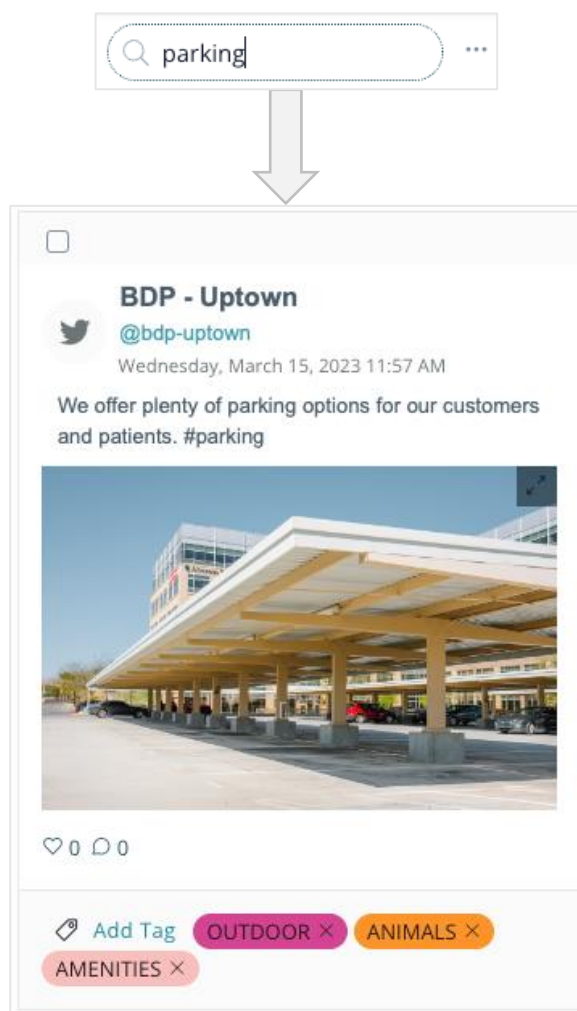 parking
BDP - Uptown
@bdp-uptown
Wednesday, March 15, 2023 11:57 AM
We offer plenty of parking options for our customers
and patients. #parking
0 0
Add Tag OUTDOOR × ANIMALS ×
AMENITIES ×